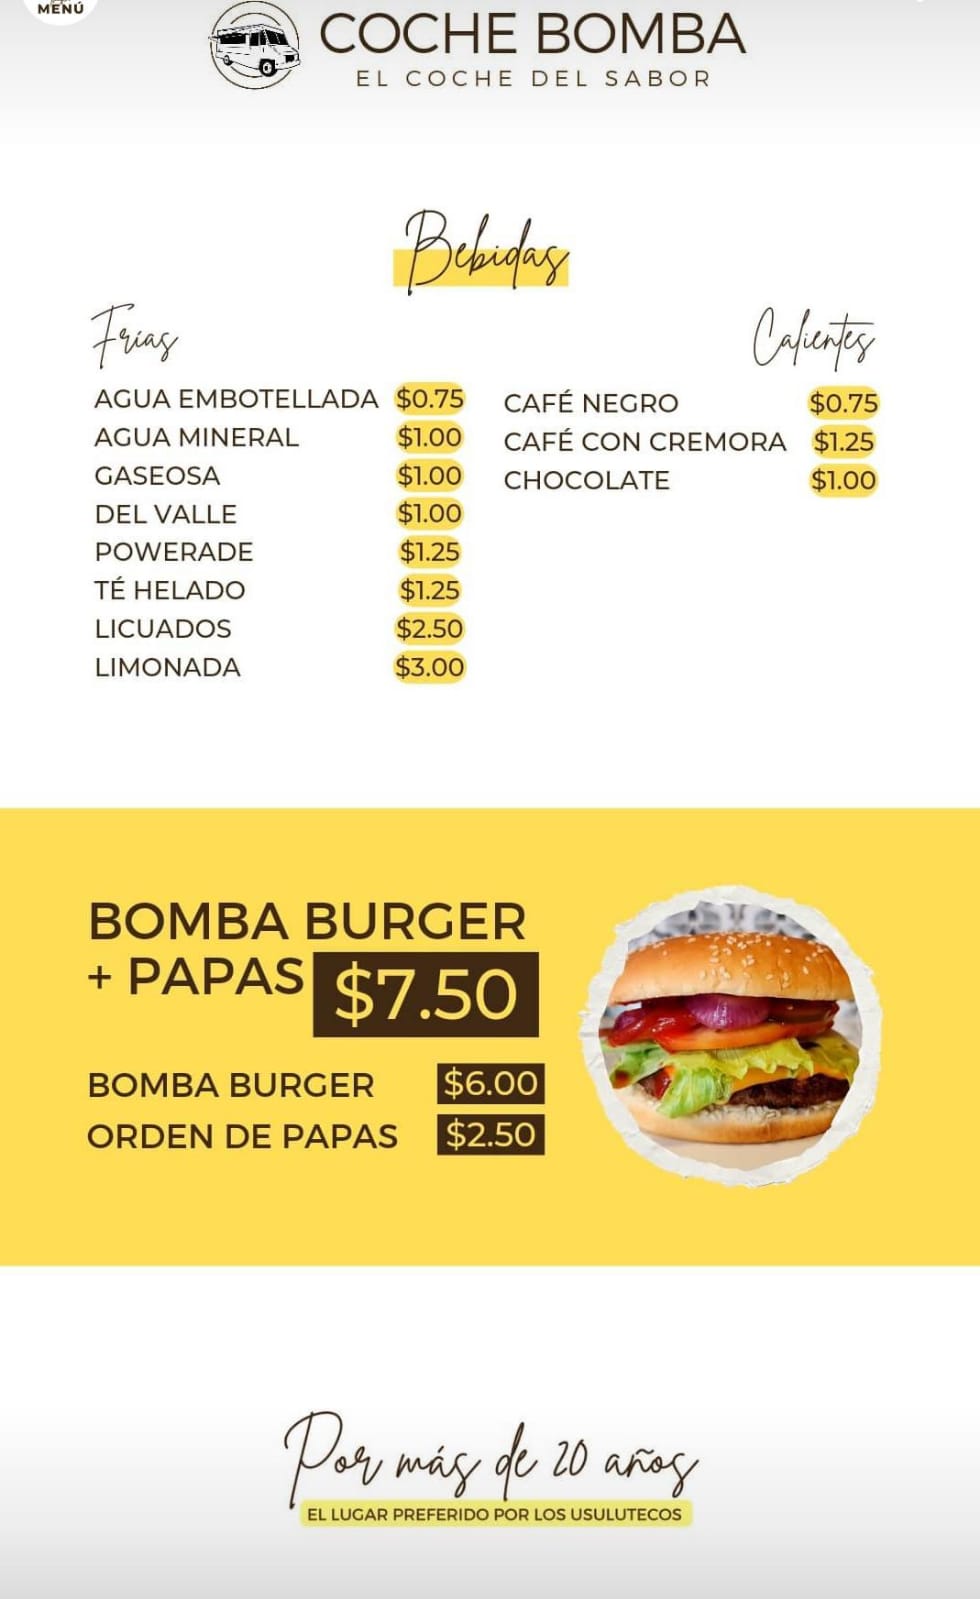 MENÚ
COCHE BOMBA
EL COCHE DEL SABOR
Bebidas
Frías
AGUA EMBOTELLADA $0.75
AGUA MINERAL $1.00
GASEOSA $1.00
DEL VALLE $1.00
POWERADE $1.25
TÉ HELADO $1.25
LICUADOS $2.50
LIMONADA $3.00
Calientes
CAFÉ NEGRO $0.75
CAFÉ CON CREMORA $1.25
CHOCOLATE $1.00
BOMBA BURGER
+ PAPAS $7.50
BOMBA BURGER $6.00
ORDEN DE PAPAS $2.50
Por más de 20 años
EL LUGAR PREFERIDO POR LOS USULUTECOS